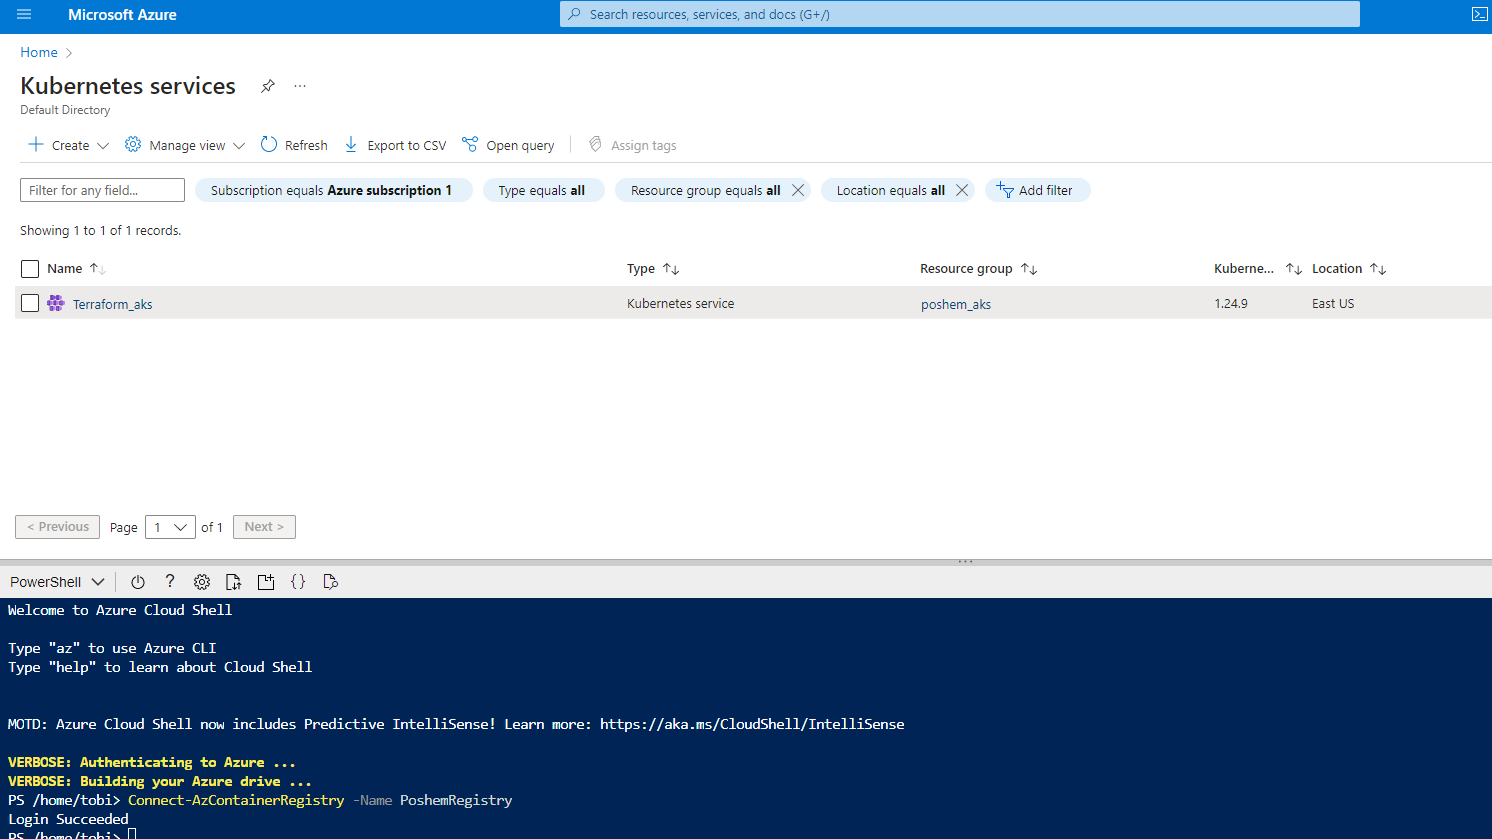 Microsoft Azure
Search resources, services, and docs (G+/)
Home
Kubernetes services
Default Directory
Create Manage view Refresh Export to CSV Open query Assign tags
Filter for any field... Subscription equals Azure subscription 1 Type equals all Resource group equals all Location equals all Add filter
Showing 1 to 1 of 1 records.
Name Type Resource group Kuberne... Location
Terraform_aks Kubernetes service poshem_aks 1.24.9 East US
< Previous Page 1 of 1 Next >
PowerShell
Welcome to Azure Cloud Shell
Type "az" to use Azure CLI
Type "help" to learn about Cloud Shell
MOTD: Azure Cloud Shell now includes Predictive IntelliSense! Learn more: https://aka.ms/CloudShell/IntelliSense
VERBOSE: Authenticating to Azure ...
VERBOSE: Building your Azure drive ...
PS /home/tobi> Connect-AzContainerRegistry -Name PoshemRegistry
Login Succeeded
PS /home/tobi>